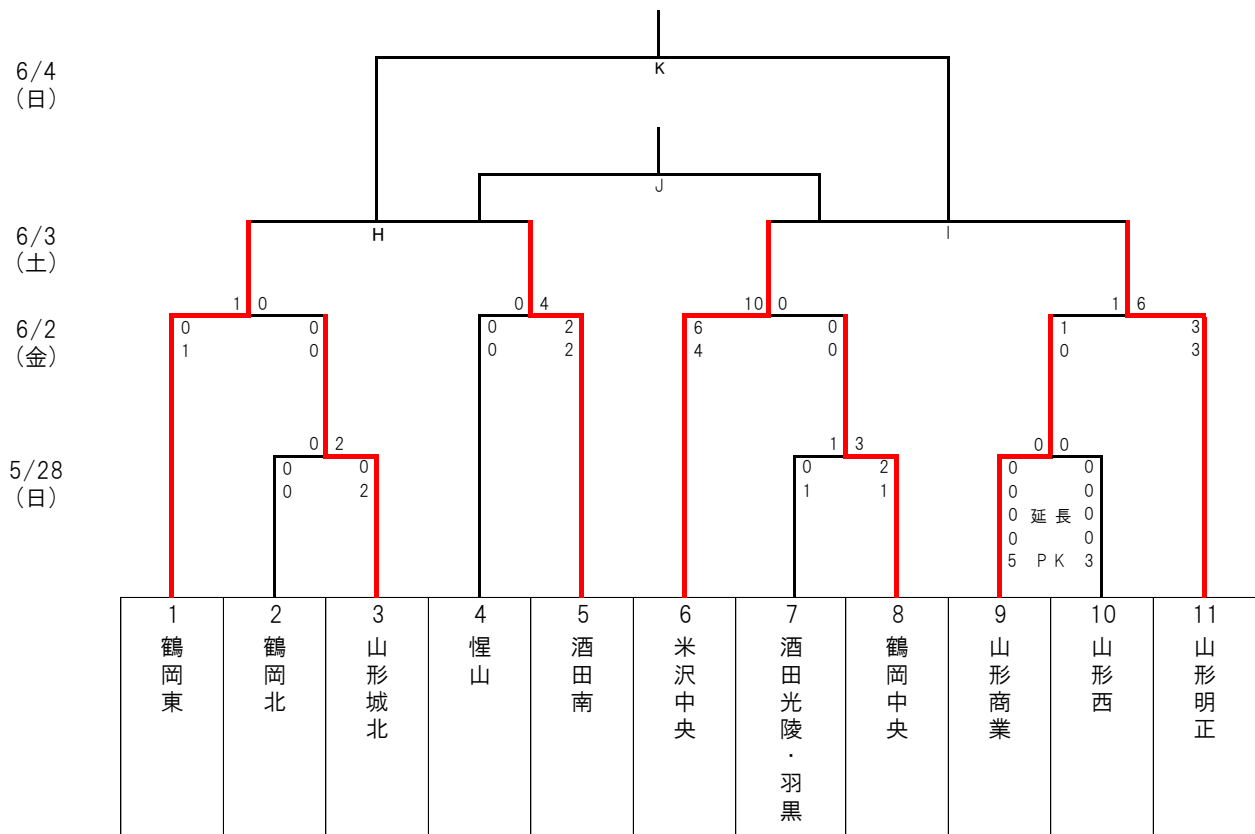 6/4
(日)
K
J
6/3
(土)
H
I
6/2
(金)
1 0
0 4
10 0
1 6
0 0
0 2
6 0
1 3
1 0
0 2
4 0
0 3
5/28
(日)
0 2
1 3
0 0
0 0
0 2
0 0
0 2
1 1
0 0
0 延長 0
0 0
5 PK 3
1
2
3
4
5
6
7
8
9
10
11
鶴岡東
鶴岡北
山形城北
惺山
酒田南
米沢中央
酒田光陵・羽黒
鶴岡中央
山形商業
山形西
山形明正